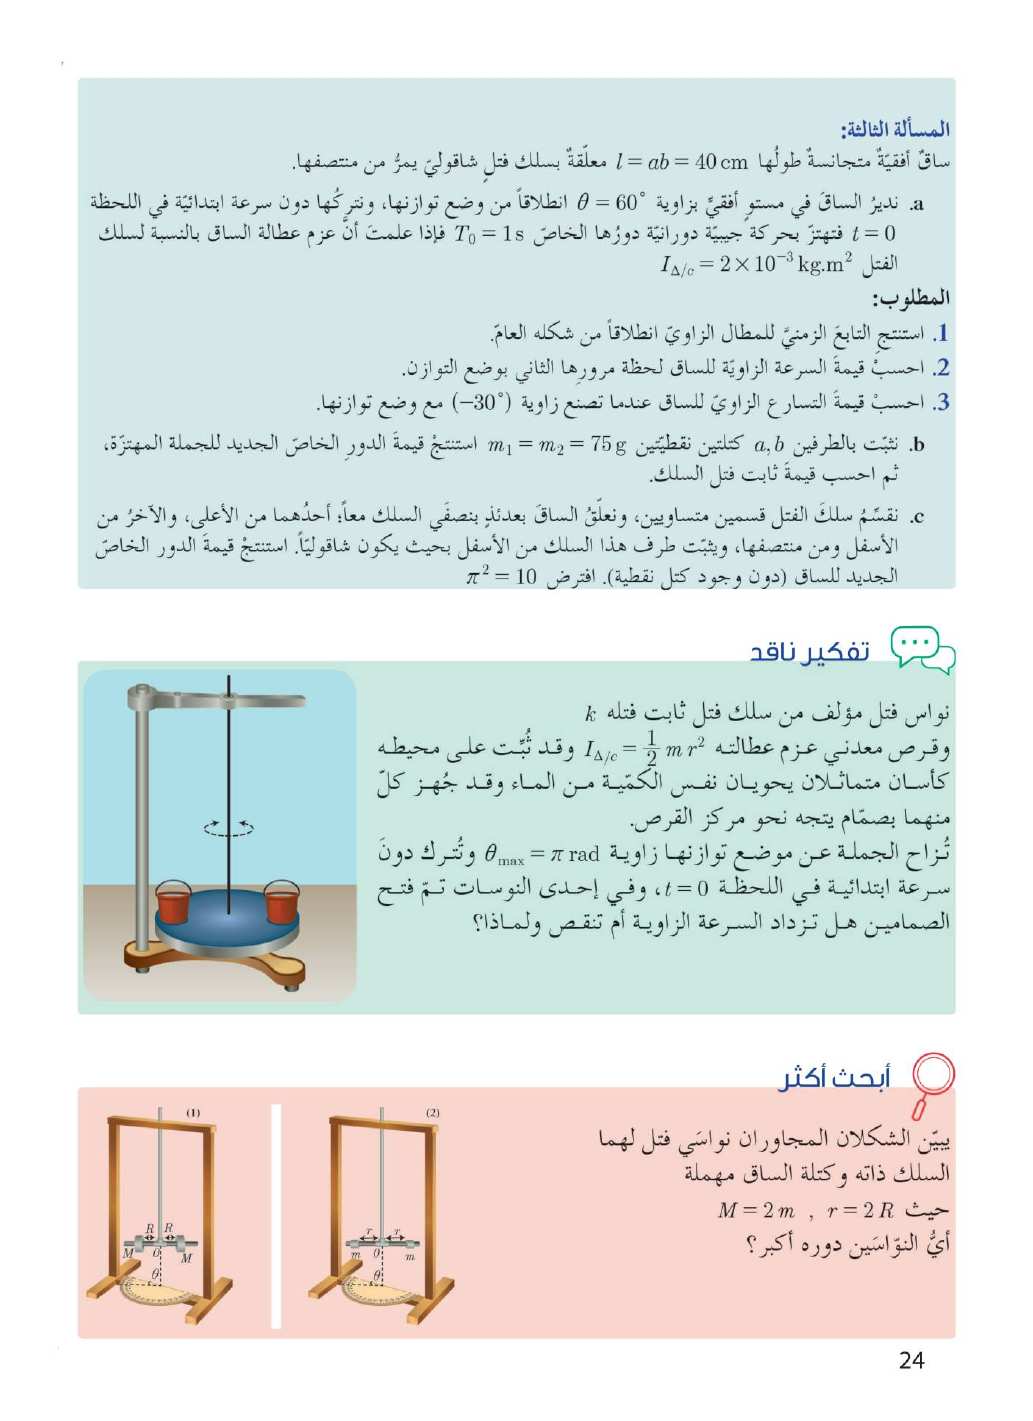 المسألة الثالثة:
ساقٌ أفقيّةٌ متجانسةٌ طولُها l = ab = 40 cm معلّقةٌ بسلك فتلٍ شاقوليّ يمرُّ من منتصفها.
a. نديرُ الساقَ في مستوٍ أفقيٍّ بزاوية θ = 60° انطلاقاً من وضع توازنها، ونتركُها دون سرعة ابتدائيّة في اللحظة
t = 0 فتهتزّ بحركة جيبيّة دورانيّة دورُها الخاصّ T₀ = 1 s فإذا علمتَ أنَّ عزم عطالة الساق بالنسبة لسلك
الفتل I_Δ/c = 2 × 10⁻³ kg.m²
المطلوب:
1. استنتجِ التابعَ الزمنيَّ للمطال الزاويّ انطلاقاً من شكله العامّ.
2. احسبْ قيمةَ السرعة الزاويّة للساق لحظة مرورِها الثاني بوضع التوازن.
3. احسبْ قيمةَ التسارع الزاويّ للساق عندما تصنع زاوية (−30°) مع وضع توازنها.
b. نثبّت بالطرفين a, b كتلتين نقطيّتين m₁ = m₂ = 75 g استنتجْ قيمةَ الدورِ الخاصّ الجديد للجملة المهتزّة،
ثم احسب قيمةَ ثابت فتل السلك.
c. نقسِّمُ سلكَ الفتل قسمين متساويين، ونعلّقُ الساقَ بعدئذٍ بنصفَي السلك معاً؛ أحدُهما من الأعلى، والآخرُ من
الأسفل ومن منتصفها، ويثبّت طرف هذا السلك من الأسفل بحيث يكون شاقوليّاً. استنتجْ قيمةَ الدور الخاصّ
الجديد للساق (دون وجود كتل نقطية). افترض π² = 10
تفكير ناقد
نواس فتل مؤلف من سلك فتل ثابت فتله k
وقرص معدني عزم عطالته I_Δ/c = 1/2 m r² وقد ثُبّت على محيطه
كأسان متماثلان يحويان نفس الكمّية من الماء وقد جُهز كلّ
منهما بصمّام يتجه نحو مركز القرص.
تُزاح الجملة عن موضع توازنها زاوية θmax = π rad وتُترك دونَ
سرعة ابتدائية في اللحظة t = 0، وفي إحدى النوسات تمّ فتح
الصمامين هل تزداد السرعة الزاوية أم تنقص ولماذا؟
أبحث أكثر
يبيّن الشكلان المجاوران نواسَي فتل لهما
السلك ذاته وكتلة الساق مهملة
حيث M = 2 m , r = 2 R
أيُّ النوّاسَين دوره أكبر؟
(1)
R R
M 0 M
θ
(2)
r r
m 0 m
θ
24